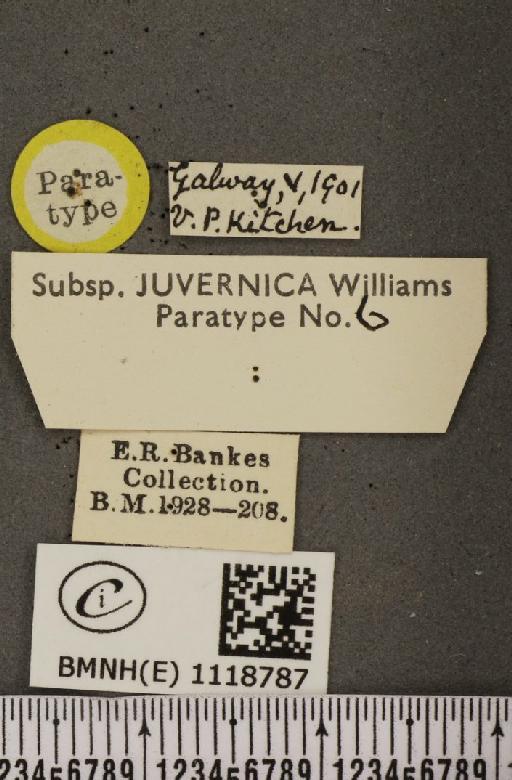 Para-
type
Galway, V, 1901
V. P. Kitchen.
Subsp. JUVERNICA Williams
Paratype No. 6
:
E.R.Bankes
Collection.
B.M.1928—208.
BMNH(E) 1118787
23456789 123456789 123456789